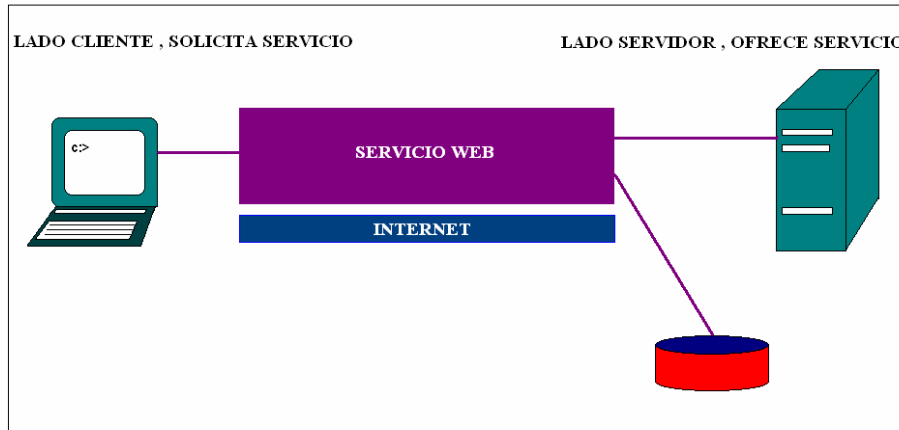 LADO CLIENTE , SOLICITA SERVICIO
LADO SERVIDOR , OFRECE SERVICIO
c:>
SERVICIO WEB
INTERNET